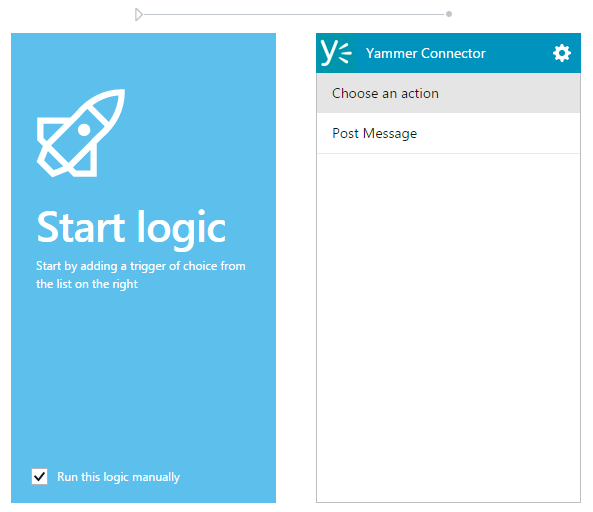 Start logic
Start by adding a trigger of choice from
the list on the right
Run this logic manually
Yammer Connector
Choose an action
Post Message